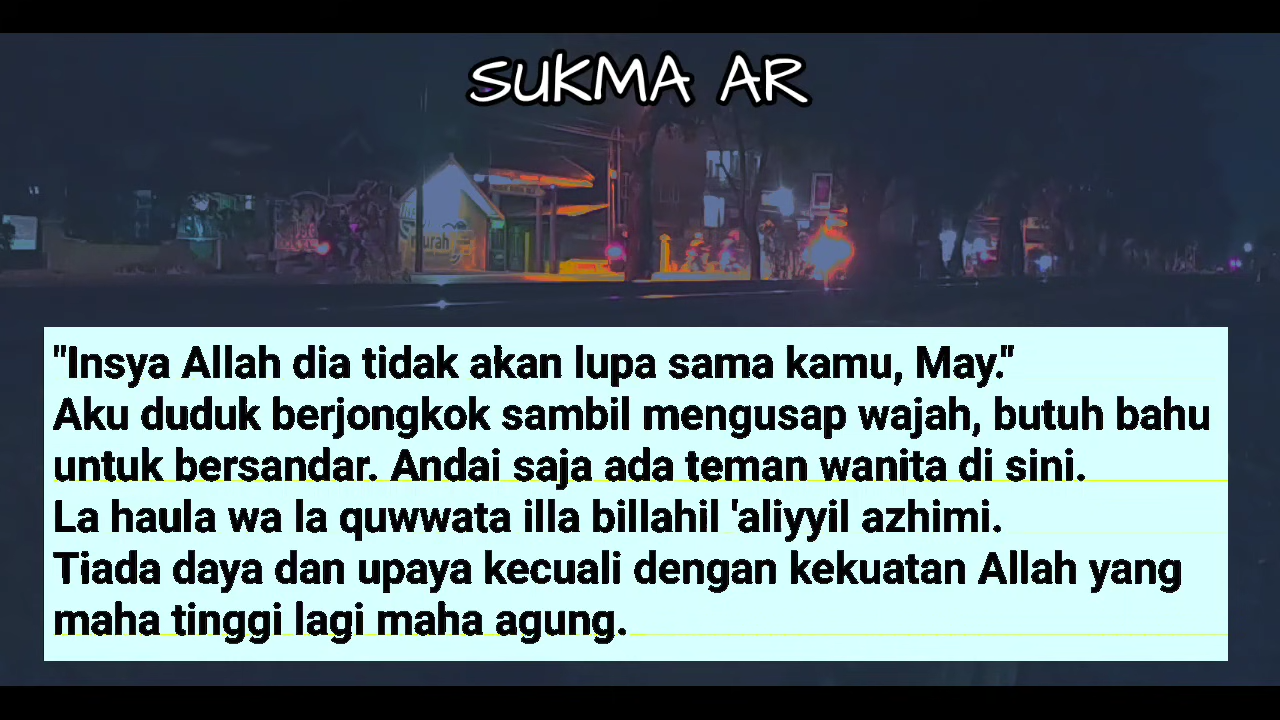 SUKMA AR
murah
"Insya Allah dia tidak akan lupa sama kamu, May."
Aku duduk berjongkok sambil mengusap wajah, butuh bahu
untuk bersandar. Andai saja ada teman wanita di sini.
La haula wa la quwwata illa billahil 'aliyyil azhimi.
Tiada daya dan upaya kecuali dengan kekuatan Allah yang
maha tinggi lagi maha agung.